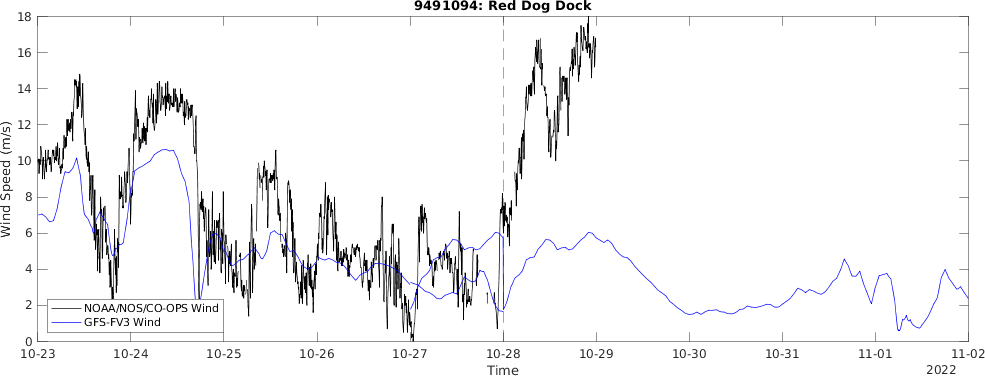 9491094: Red Dog Dock
18
16
14
12
10
8
6
4
2
0
Wind Speed (m/s)
NOAA/NOS/CO-OPS Wind
GFS-FV3 Wind
10-23 10-24 10-25 10-26 10-27 10-28 10-29 10-30 10-31 11-01 11-02
Time
2022